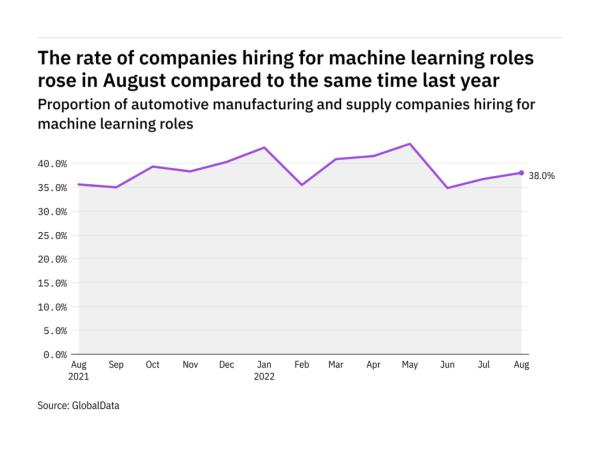 The rate of companies hiring for machine learning roles
rose in August compared to the same time last year
Proportion of automotive manufacturing and supply companies hiring for
machine learning roles
40.0%
38.0%
35.0%
30.0%
25.0%
20.0%
15.0%
10.0%
5.0%
0.0%
Aug Sep Oct Nov Dec Jan Feb Mar Apr May Jun Jul Aug
2021 2022
Source: GlobalData